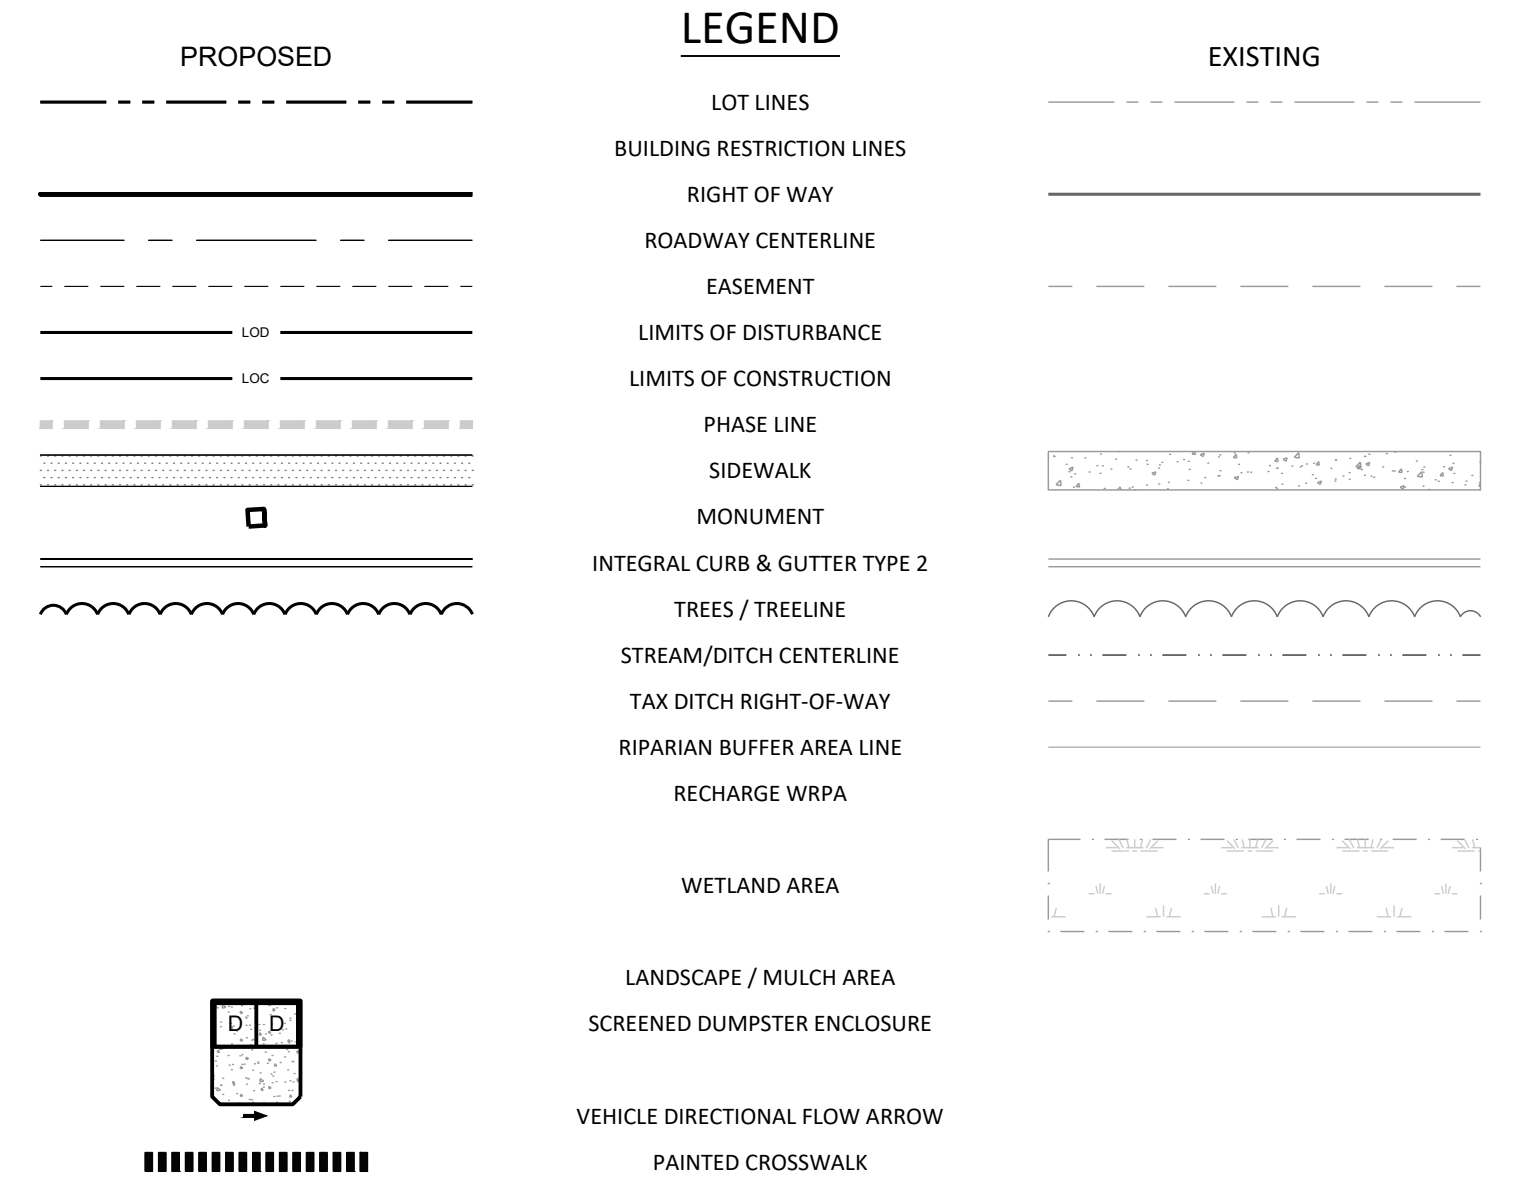 LEGEND
PROPOSED
EXISTING
LOT LINES
BUILDING RESTRICTION LINES
RIGHT OF WAY
ROADWAY CENTERLINE
EASEMENT
LOD
LIMITS OF DISTURBANCE
LOC
LIMITS OF CONSTRUCTION
PHASE LINE
SIDEWALK
MONUMENT
INTEGRAL CURB & GUTTER TYPE 2
TREES / TREELINE
STREAM/DITCH CENTERLINE
TAX DITCH RIGHT-OF-WAY
RIPARIAN BUFFER AREA LINE
RECHARGE WRPA
WETLAND AREA
LANDSCAPE / MULCH AREA
D D
SCREENED DUMPSTER ENCLOSURE
VEHICLE DIRECTIONAL FLOW ARROW
PAINTED CROSSWALK